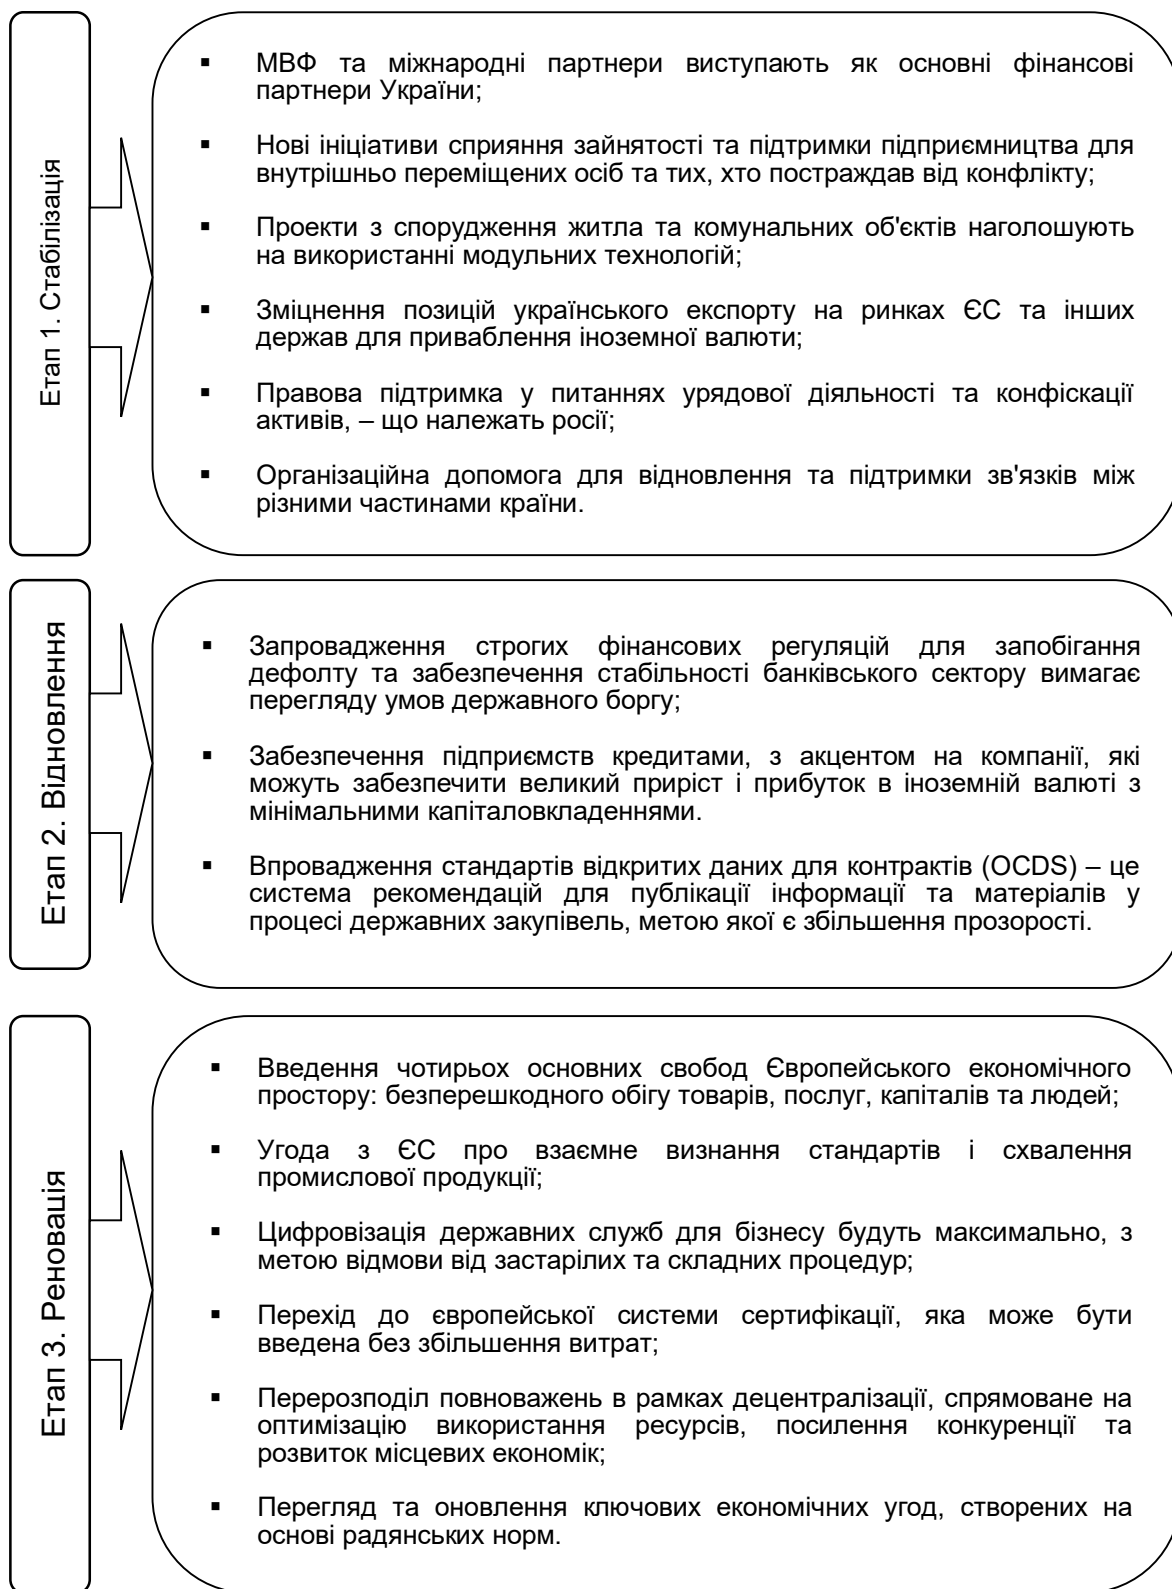 Етап 1. Стабілізація
▪ МВФ та міжнародні партнери виступають як основні фінансові
партнери України;
▪ Нові ініціативи сприяння зайнятості та підтримки підприємництва для
внутрішньо переміщених осіб та тих, хто постраждав від конфлікту;
▪ Проекти з спорудження житла та комунальних об'єктів наголошують
на використанні модульних технологій;
▪ Зміцнення позицій українського експорту на ринках ЄС та інших
держав для приваблення іноземної валюти;
▪ Правова підтримка у питаннях урядової діяльності та конфіскації
активів, – що належать росії;
▪ Організаційна допомога для відновлення та підтримки зв'язків між
різними частинами країни.
Етап 2. Відновлення
▪ Запровадження строгих фінансових регуляцій для запобігання
дефолту та забезпечення стабільності банківського сектору вимагає
перегляду умов державного боргу;
▪ Забезпечення підприємств кредитами, з акцентом на компанії, які
можуть забезпечити великий приріст і прибуток в іноземній валюті з
мінімальними капіталовкладеннями.
▪ Впровадження стандартів відкритих даних для контрактів (OCDS) – це
система рекомендацій для публікації інформації та матеріалів у
процесі державних закупівель, метою якої є збільшення прозорості.
Етап 3. Реновація
▪ Введення чотирьох основних свобод Європейського економічного
простору: безперешкодного обігу товарів, послуг, капіталів та людей;
▪ Угода з ЄС про взаємне визнання стандартів і схвалення
промислової продукції;
▪ Цифровізація державних служб для бізнесу будуть максимально, з
метою відмови від застарілих та складних процедур;
▪ Перехід до європейської системи сертифікації, яка може бути
введена без збільшення витрат;
▪ Перерозподіл повноважень в рамках децентралізації, спрямоване на
оптимізацію використання ресурсів, посилення конкуренції та
розвиток місцевих економік;
▪ Перегляд та оновлення ключових економічних угод, створених на
основі радянських норм.